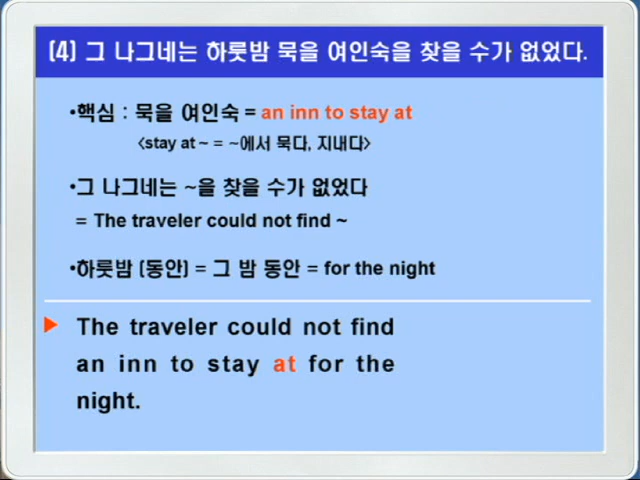 (4) 그 나그네는 하룻밤 묵을 여인숙을 찾을 수가 없었다.
•핵심 : 묵을 여인숙 = an inn to stay at
<stay at ~ = ~에서 묵다, 지내다>
•그 나그네는 ~을 찾을 수가 없었다
= The traveler could not find ~
•하룻밤 (동안) = 그 밤 동안 = for the night
▶ The traveler could not find
an inn to stay at for the
night.